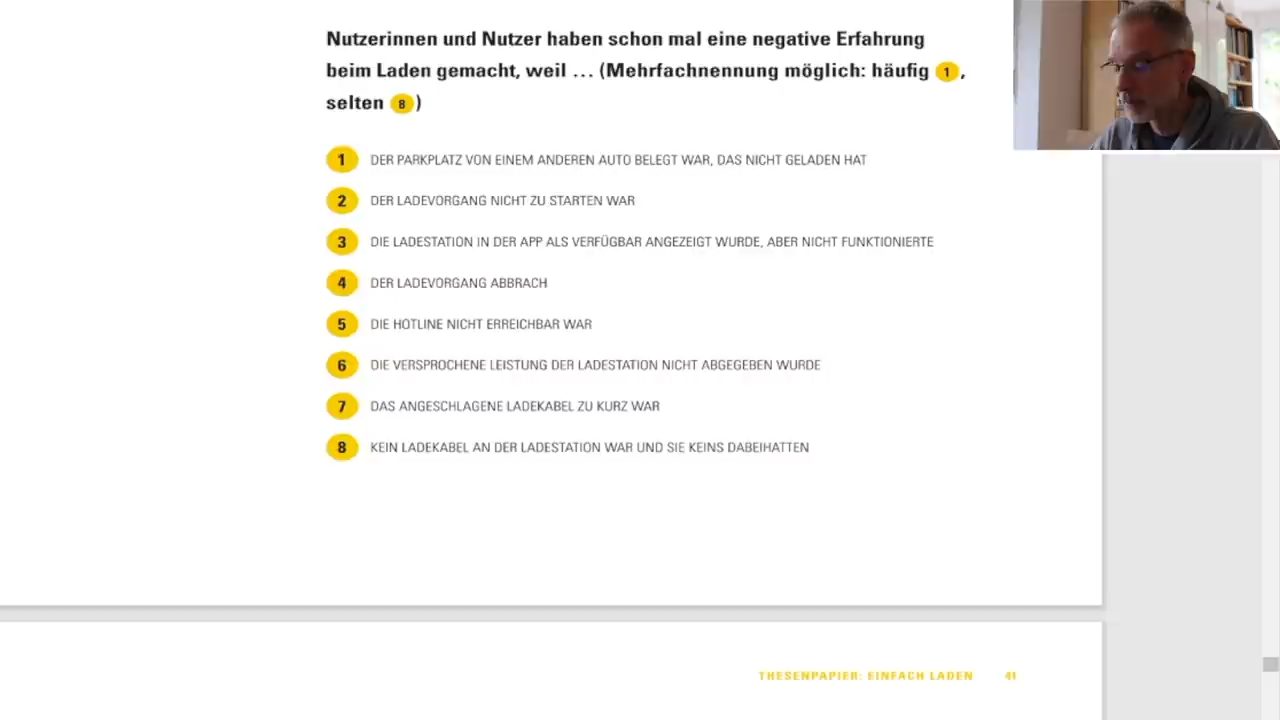 Nutzerinnen und Nutzer haben schon mal eine negative Erfahrung
beim Laden gemacht, weil … (Mehrfachnennung möglich: häufig 1,
selten 8)
1 DER PARKPLATZ VON EINEM ANDEREN AUTO BELEGT WAR, DAS NICHT GELADEN HAT
2 DER LADEVORGANG NICHT ZU STARTEN WAR
3 DIE LADESTATION IN DER APP ALS VERFÜGBAR ANGEZEIGT WURDE, ABER NICHT FUNKTIONIERTE
4 DER LADEVORGANG ABBRACH
5 DIE HOTLINE NICHT ERREICHBAR WAR
6 DIE VERSPROCHENE LEISTUNG DER LADESTATION NICHT ABGEGEBEN WURDE
7 DAS ANGESCHLAGENE LADEKABEL ZU KURZ WAR
8 KEIN LADEKABEL AN DER LADESTATION WAR UND SIE KEINS DABEIHATTEN
THESENPAPIER: EINFACH LADEN 41